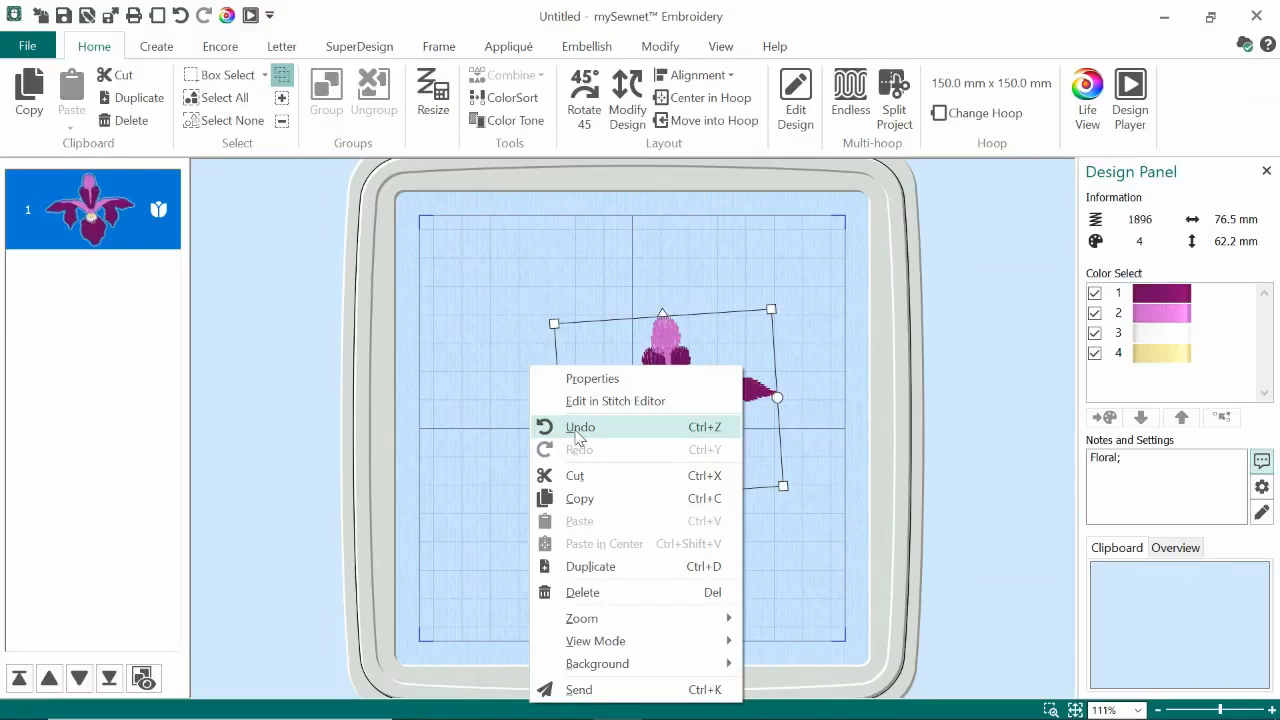 Untitled - mySewnet™ Embroidery
File Home Create Encore Letter SuperDesign Frame Appliqué Embellish Modify View Help
Copy
Paste
Cut
Duplicate
Delete
Clipboard
Box Select
Select All
Select None
Select
Group
Ungroup
Groups
Resize
Combine
ColorSort
Color Tone
Tools
45°
Rotate
45
Modify
Design
Alignment
Center in Hoop
Move into Hoop
Layout
Edit
Design
Endless
Split
Project
Multi-hoop
150.0 mm x 150.0 mm
Change Hoop
Hoop
Life
View
Design
Player
1
Properties
Edit in Stitch Editor
Undo Ctrl+Z
Redo Ctrl+Y
Cut Ctrl+X
Copy Ctrl+C
Paste Ctrl+V
Paste in Center Ctrl+Shift+V
Duplicate Ctrl+D
Delete Del
Zoom
View Mode
Background
Send Ctrl+K
Design Panel
Information
1896 76.5 mm
4 62.2 mm
Color Select
1
2
3
4
Notes and Settings
Floral;
Clipboard Overview
111%